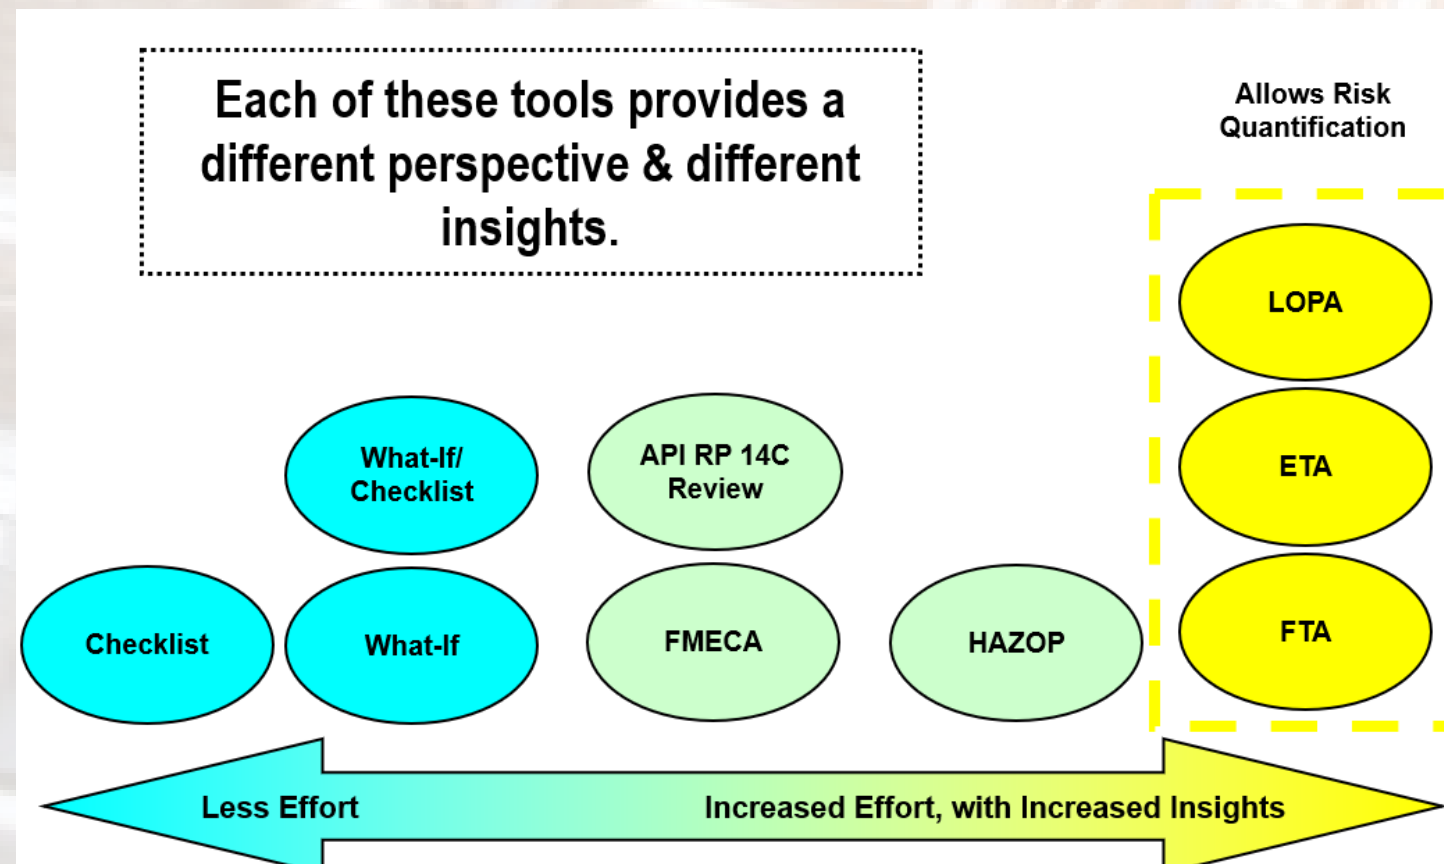 Each of these tools provides a
different perspective & different
insights.
Allows Risk
Quantification
LOPA
What-If/
Checklist
API RP 14C
Review
ETA
Checklist
What-If
FMECA
HAZOP
FTA
Less Effort
Increased Effort, with Increased Insights